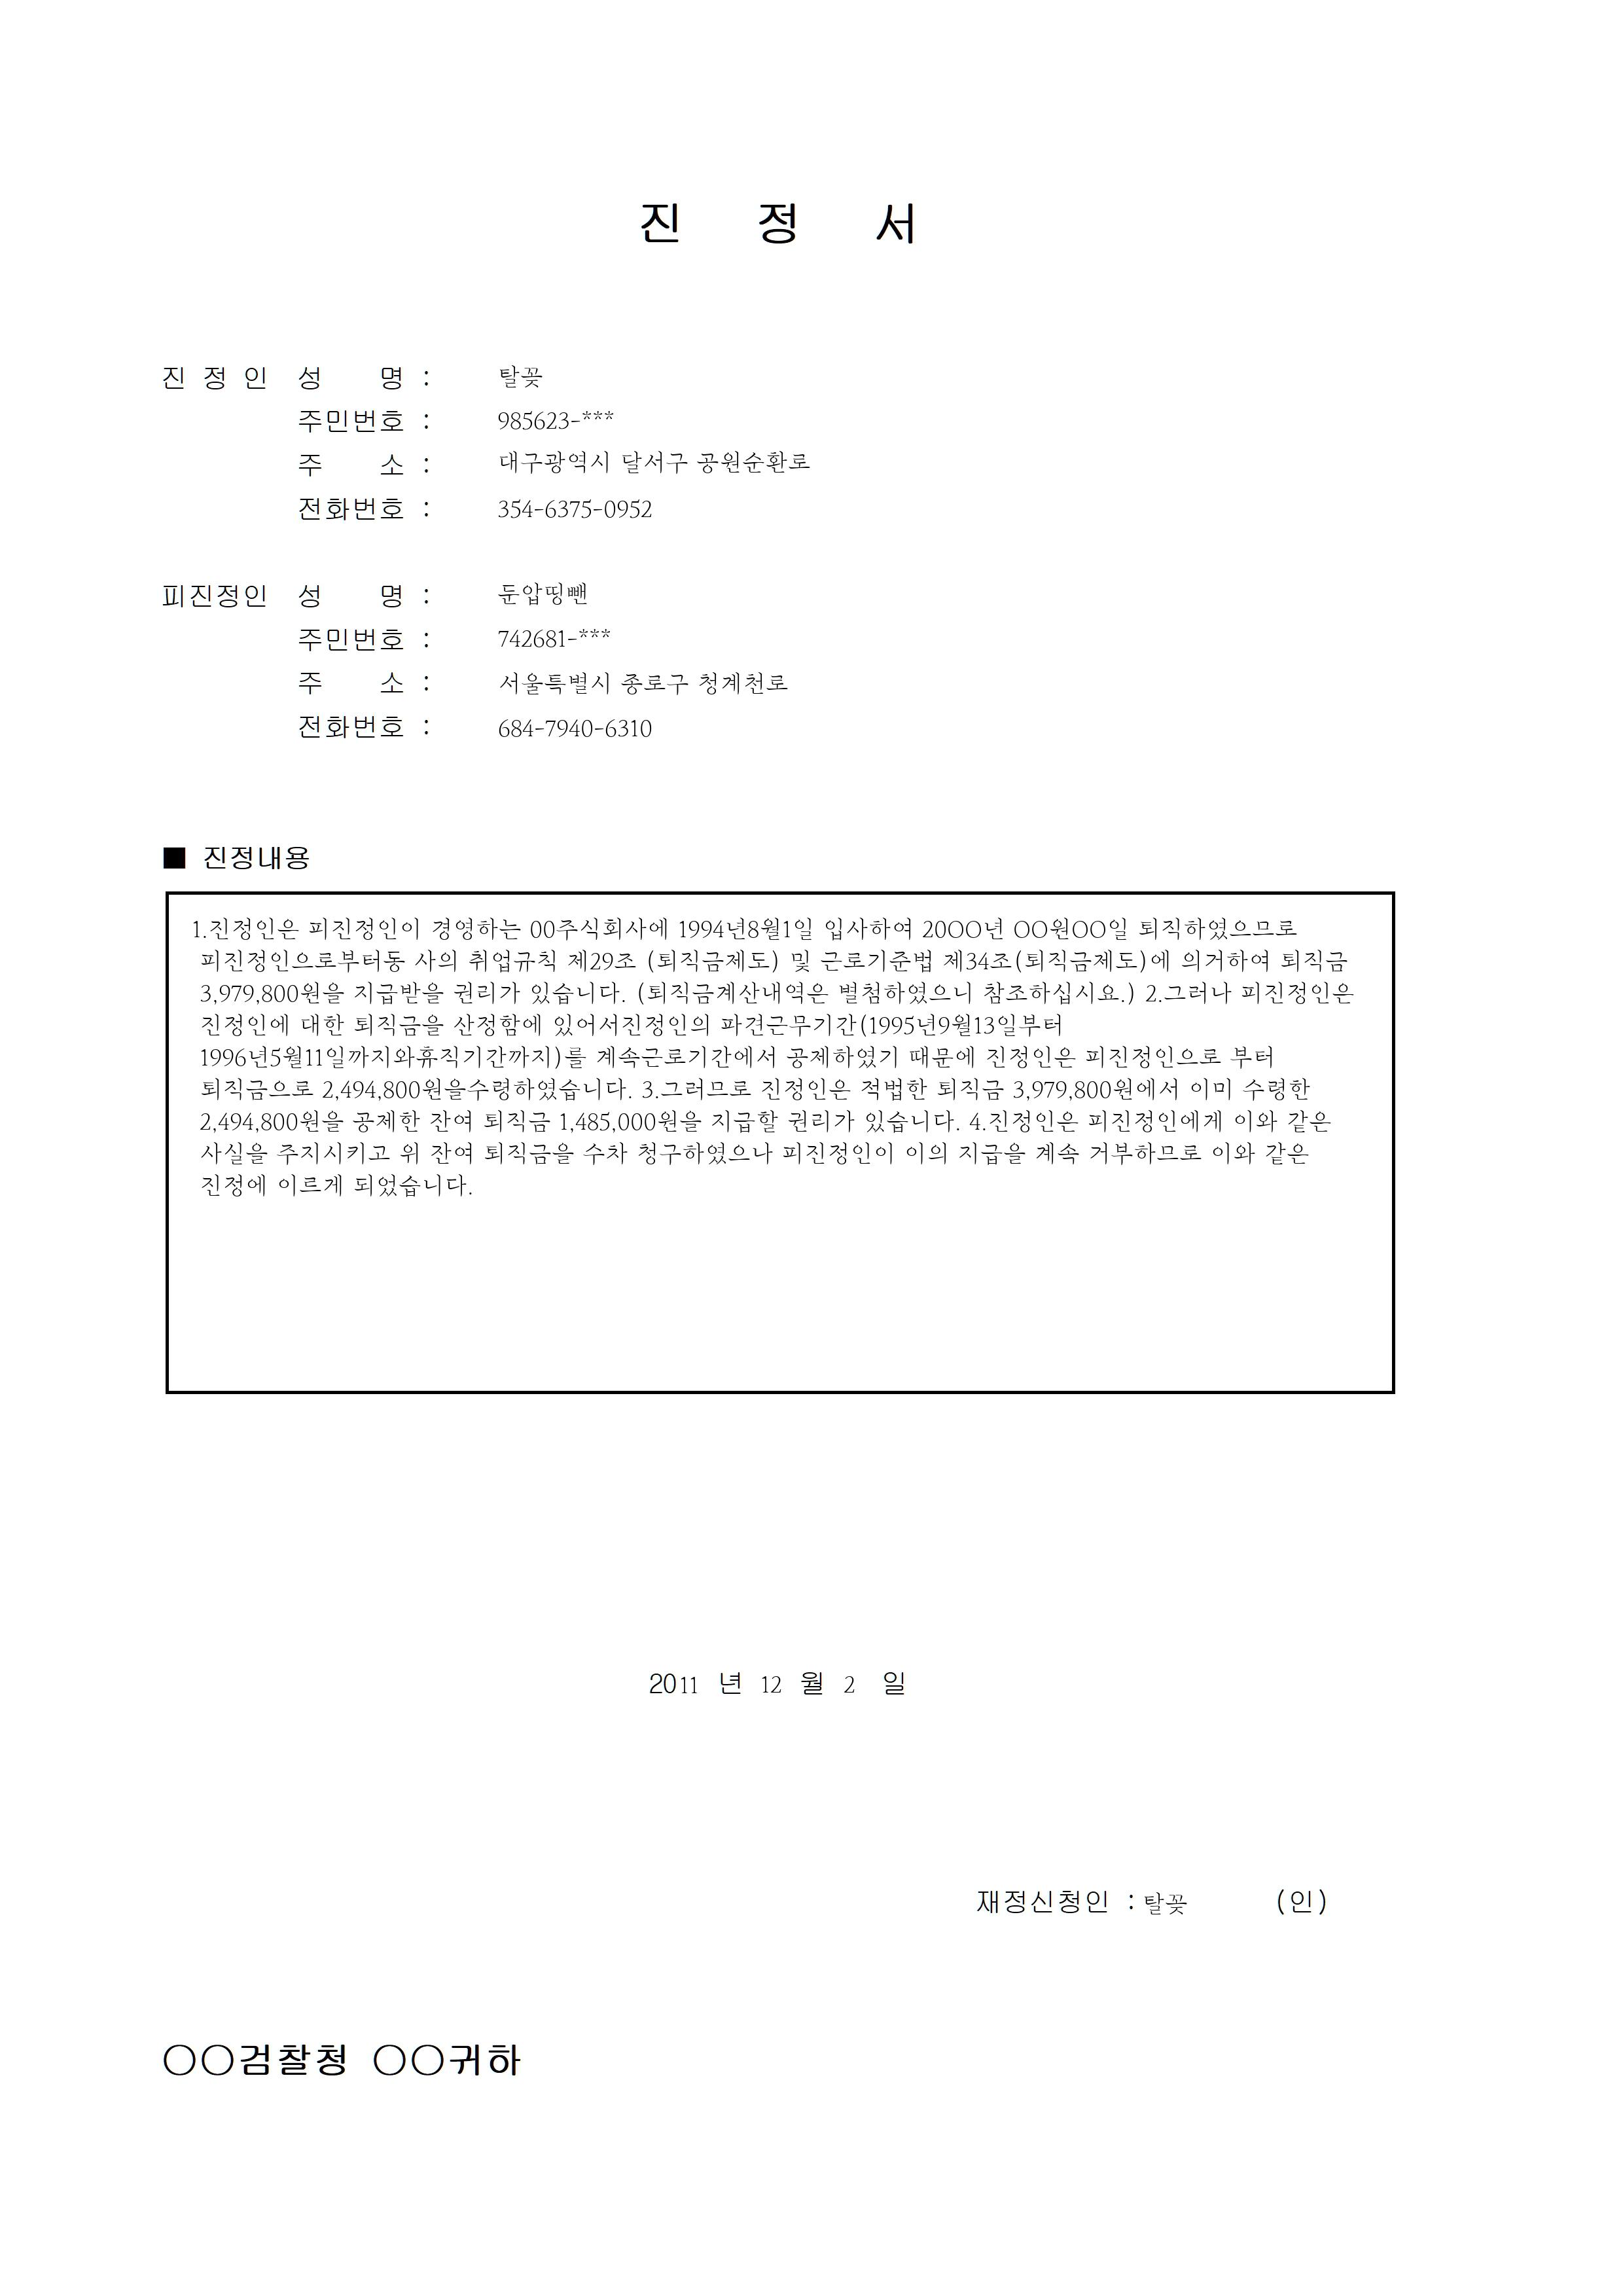 진 정 서
진 정 인 성 명 : 탈꽂
주민번호 : 985623-***
주 소 : 대구광역시 달서구 공원순환로
전화번호 : 354-6375-0952
피진정인 성 명 : 둔압띵뺀
주민번호 : 742681-***
주 소 : 서울특별시 종로구 청계천로
전화번호 : 684-7940-6310
■ 진정내용
1.진정인은 피진정인이 경영하는 00주식회사에 1994년8월1일 입사하여 20OO년 OO원OO일 퇴직하였으므로
피진정인으로부터동 사의 취업규칙 제29조 (퇴직금제도) 및 근로기준법 제34조(퇴직금제도)에 의거하여 퇴직금
3,979,800원을 지급받을 권리가 있습니다. (퇴직금계산내역은 별첨하였으니 참조하십시요.) 2.그러나 피진정인은
진정인에 대한 퇴직금을 산정함에 있어서진정인의 파견근무기간(1995년9월13일부터
1996년5월11일까지와휴직기간까지)를 계속근로기간에서 공제하였기 때문에 진정인은 피진정인으로 부터
퇴직금으로 2,494,800원을수령하였습니다. 3.그러므로 진정인은 적법한 퇴직금 3,979,800원에서 이미 수령한
2,494,800원을 공제한 잔여 퇴직금 1,485,000원을 지급할 권리가 있습니다. 4.진정인은 피진정인에게 이와 같은
사실을 주지시키고 위 잔여 퇴직금을 수차 청구하였으나 피진정인이 이의 지급을 계속 거부하므로 이와 같은
진정에 이르게 되었습니다.
2011 년 12 월 2 일
재정신청인 : 탈꽂 (인)
○○검찰청 ○○귀하